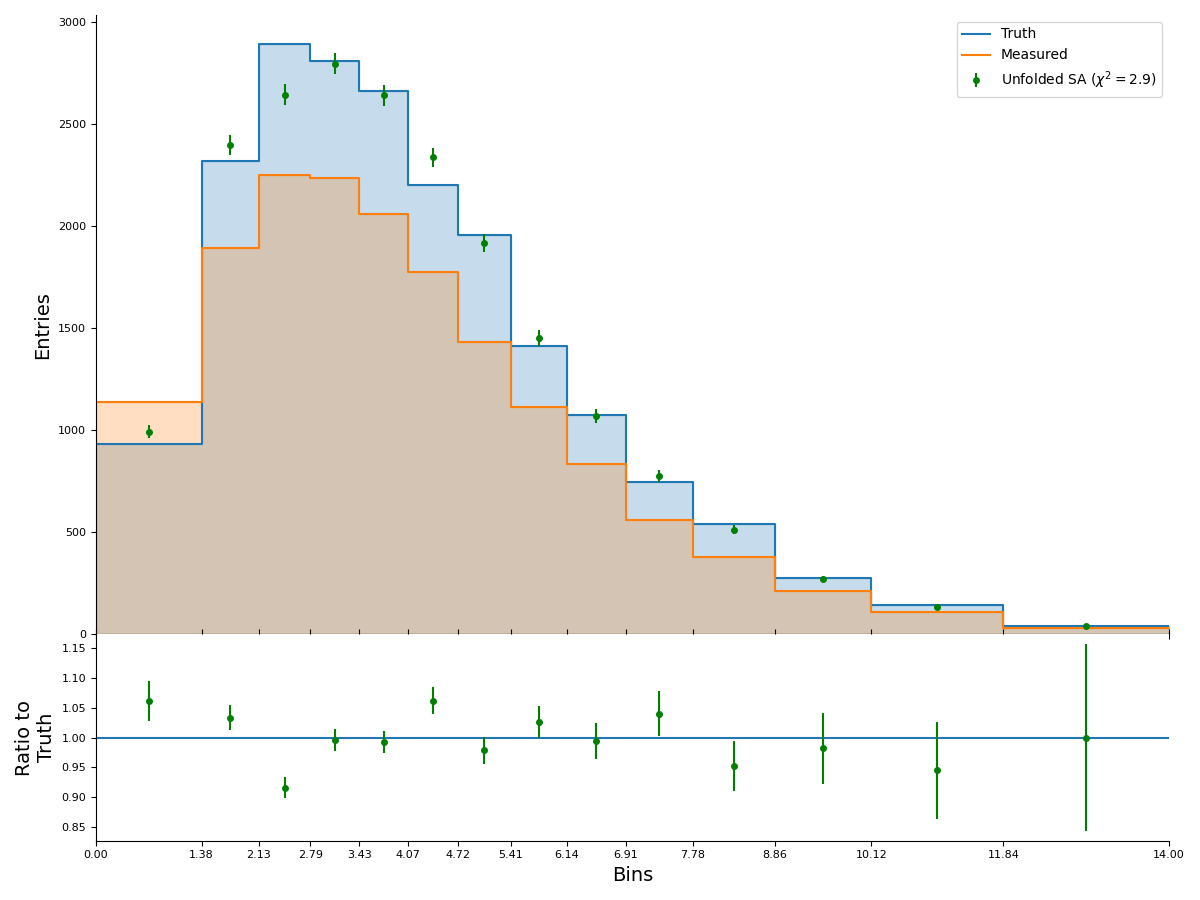 3000
2500
2000
1500
1000
500
0
Entries
Truth
Measured
Unfolded SA (χ² = 2.9)
1.15
1.10
1.05
1.00
0.95
0.90
0.85
Ratio to
Truth
0.00 1.38 2.13 2.79 3.43 4.07 4.72 5.41 6.14 6.91 7.78 8.86 10.12 11.84 14.00
Bins